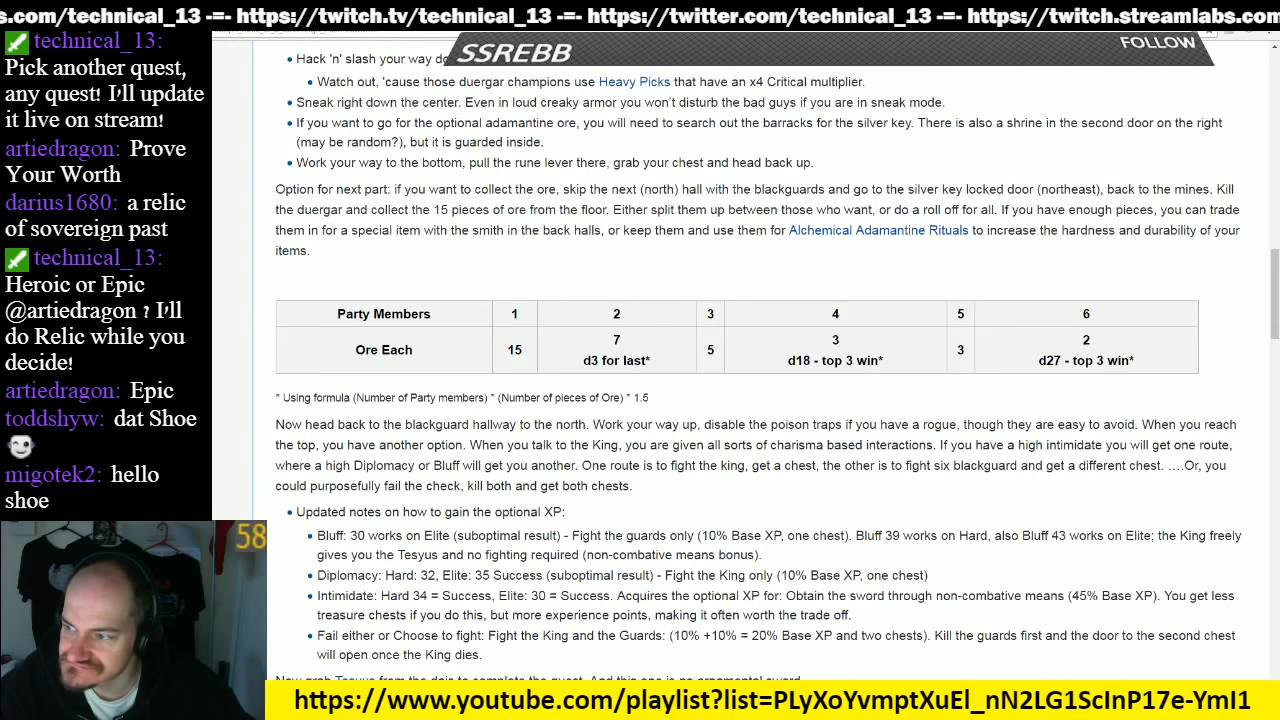 s.com/technical_13 -=- https://twitch.tv/technical_13 -=- https://twitter.com/technical_13 -=- https://twitch.streamlabs.com
SSREBB
FOLLOW
technical_13:
Pick another quest,
any quest! I'll update
it live on stream!
artiedragon: Prove
Your Worth
darius1680: a relic
of sovereign past
technical_13:
Heroic or Epic
@artiedragon ? I'll
do Relic while you
decide!
artiedragon: Epic
toddshyw: dat Shoe
migotek2: hello
shoe
58
Hack 'n' slash your way do
Watch out, 'cause those duergar champions use Heavy Picks that have an x4 Critical multiplier.
Sneak right down the center. Even in loud creaky armor you won't disturb the bad guys if you are in sneak mode.
If you want to go for the optional adamantine ore, you will need to search out the barracks for the silver key. There is also a shrine in the second door on the right
(may be random?), but it is guarded inside.
Work your way to the bottom, pull the rune lever there, grab your chest and head back up.
Option for next part: if you want to collect the ore, skip the next (north) hall with the blackguards and go to the silver key locked door (northeast), back to the mines. Kill
the duergar and collect the 15 pieces of ore from the floor. Either split them up between those who want, or do a roll off for all. If you have enough pieces, you can trade
them in for a special item with the smith in the back halls, or keep them and use them for Alchemical Adamantine Rituals to increase the hardness and durability of your
items.
Party Members 1 2 3 4 5 6
Ore Each 15 7 d3 for last* 5 3 d18 - top 3 win* 3 2 d27 - top 3 win*
* Using formula (Number of Party members) * (Number of pieces of Ore) * 1.5
Now head back to the blackguard hallway to the north. Work your way up, disable the poison traps if you have a rogue, though they are easy to avoid. When you reach
the top, you have another option. When you talk to the King, you are given all sorts of charisma based interactions. If you have a high intimidate you will get one route,
where a high Diplomacy or Bluff will get you another. One route is to fight the king, get a chest, the other is to fight six blackguard and get a different chest. ....Or, you
could purposefully fail the check, kill both and get both chests.
Updated notes on how to gain the optional XP:
Bluff: 30 works on Elite (suboptimal result) - Fight the guards only (10% Base XP, one chest). Bluff 39 works on Hard, also Bluff 43 works on Elite; the King freely
gives you the Tesyus and no fighting required (non-combative means bonus).
Diplomacy: Hard: 32, Elite: 35 Success (suboptimal result) - Fight the King only (10% Base XP, one chest)
Intimidate: Hard 34 = Success, Elite: 30 = Success. Acquires the optional XP for: Obtain the sword through non-combative means (45% Base XP). You get less
treasure chests if you do this, but more experience points, making it often worth the trade off.
Fail either or Choose to fight: Fight the King and the Guards: (10% +10% = 20% Base XP and two chests). Kill the guards first and the door to the second chest
will open once the King dies.
Now grab Tesyus from the dais to complete the quest. And this one is no ornamental sword.
https://www.youtube.com/playlist?list=PLyXoYvmptXuEl_nN2LG1ScInP17e-YmI1